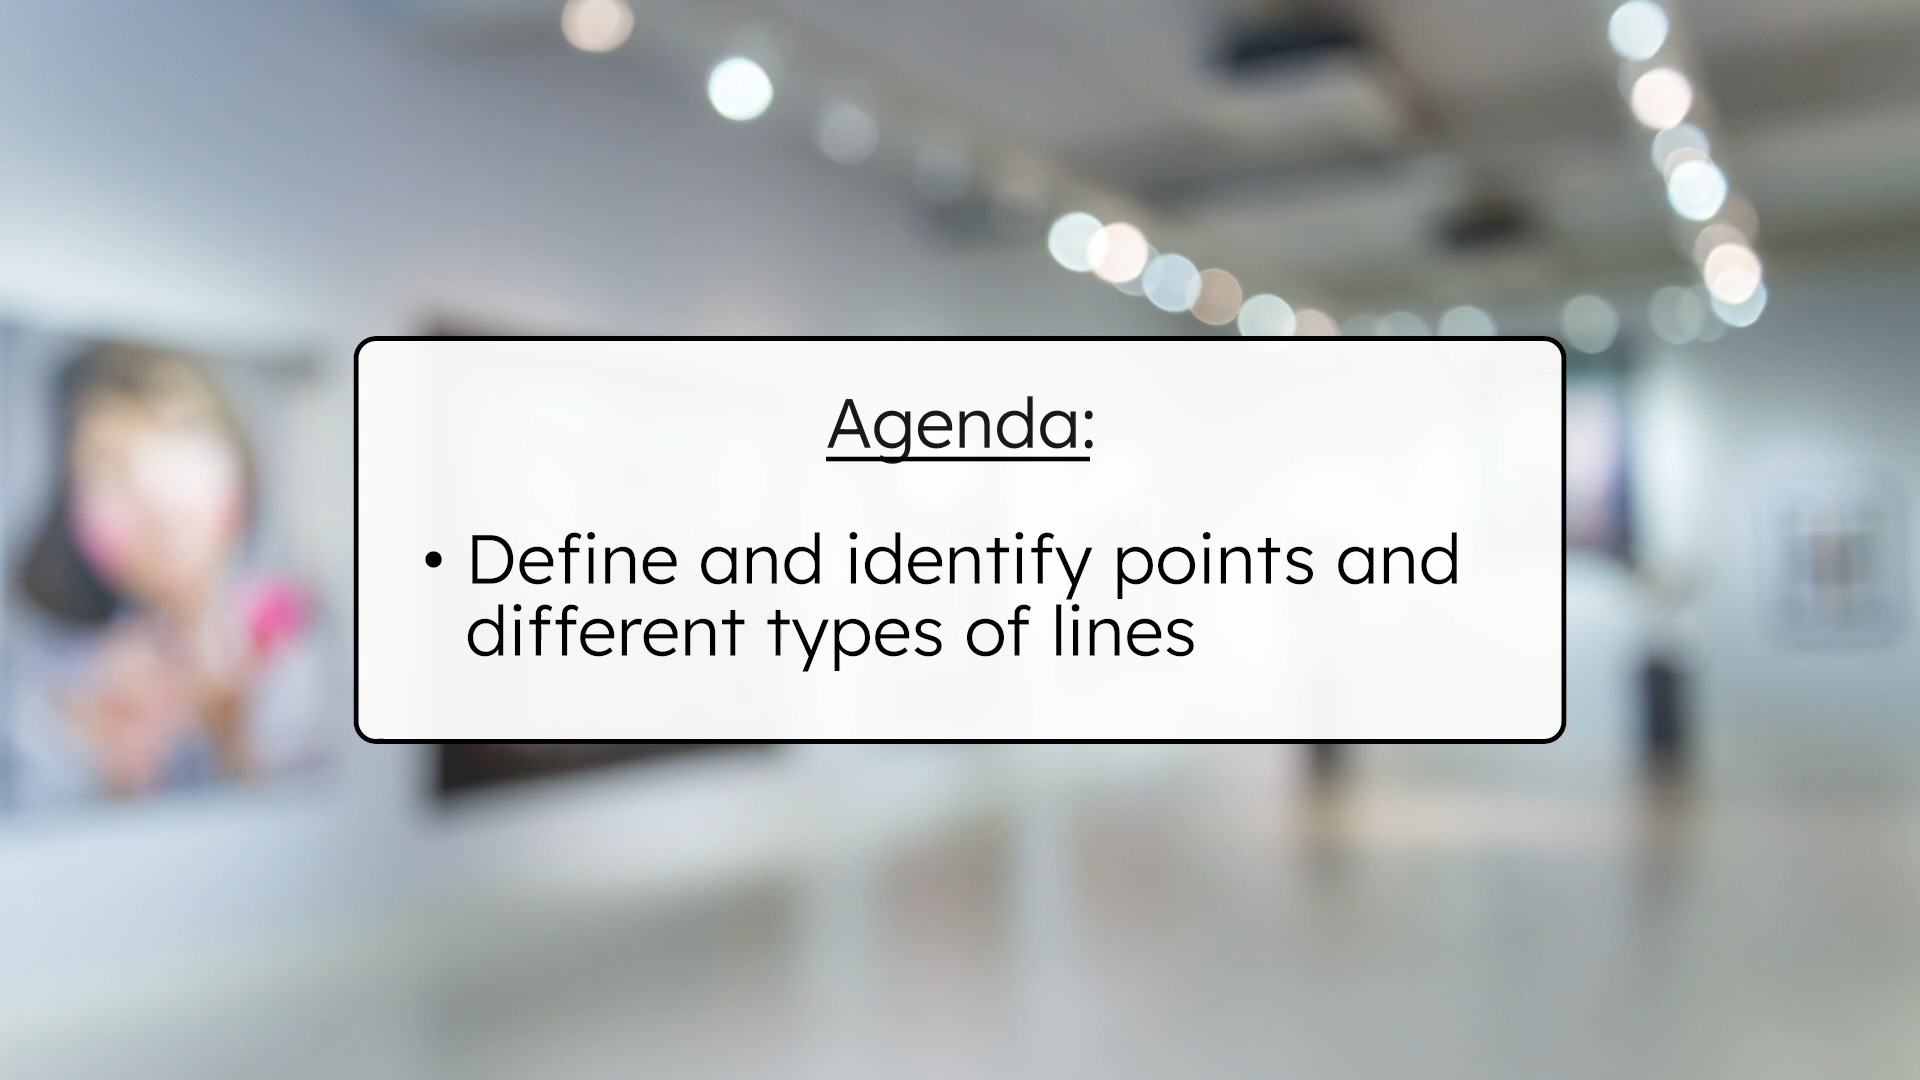 Agenda:
• Define and identify points and
different types of lines